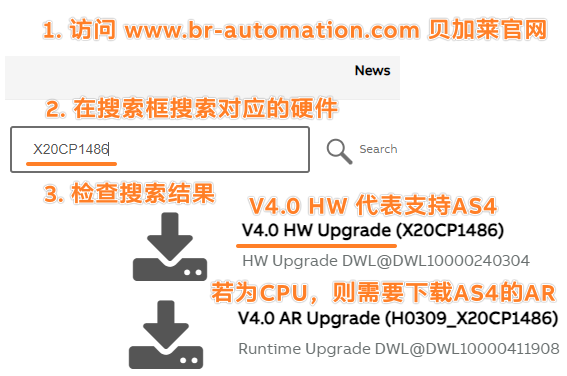 1. 访问 www.br-automation.com 贝加莱官网
News
2. 在搜索框搜索对应的硬件
X20CP1486
Search
3. 检查搜索结果
V4.0 HW 代表支持AS4
V4.0 HW Upgrade (X20CP1486)
HW Upgrade DWL@DWL10000240304
若为CPU，则需要下载AS4的AR
V4.0 AR Upgrade (H0309_X20CP1486)
Runtime Upgrade DWL@DWL10000411908